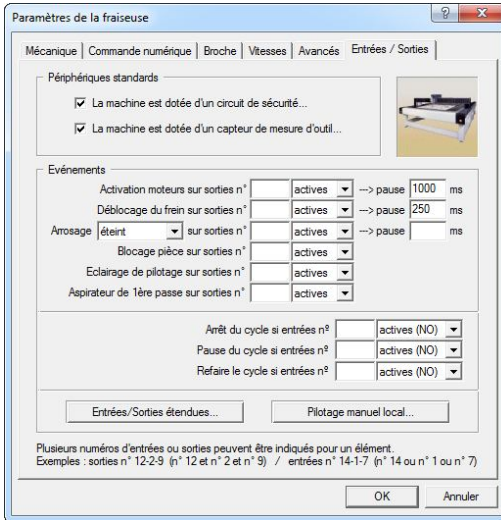 Paramètres de la fraiseuse
Mécanique Commande numérique Broche Vitesses Avancés Entrées / Sorties
Périphériques standards
La machine est dotée d'un circuit de sécurité...
La machine est dotée d'un capteur de mesure d'outil...
Evénements
Activation moteurs sur sorties n° actives ---> pause 1000 ms
Déblocage du frein sur sorties n° actives ---> pause 250 ms
Arrosage éteint sur sorties n° actives ---> pause ms
Blocage pièce sur sorties n° actives
Eclairage de pilotage sur sorties n° actives
Aspirateur de 1ère passe sur sorties n° actives
Arrêt du cycle si entrées nº actives (NO)
Pause du cycle si entrées nº actives (NO)
Refaire le cycle si entrées nº actives (NO)
Entrées/Sorties étendues... Pilotage manuel local...
Plusieurs numéros d'entrées ou sorties peuvent être indiqués pour un élément.
Exemples : sorties n° 12-2-9 (n° 12 et n° 2 et n° 9) / entrées n° 14-1-7 (n° 14 ou n° 1 ou n° 7)
OK Annuler